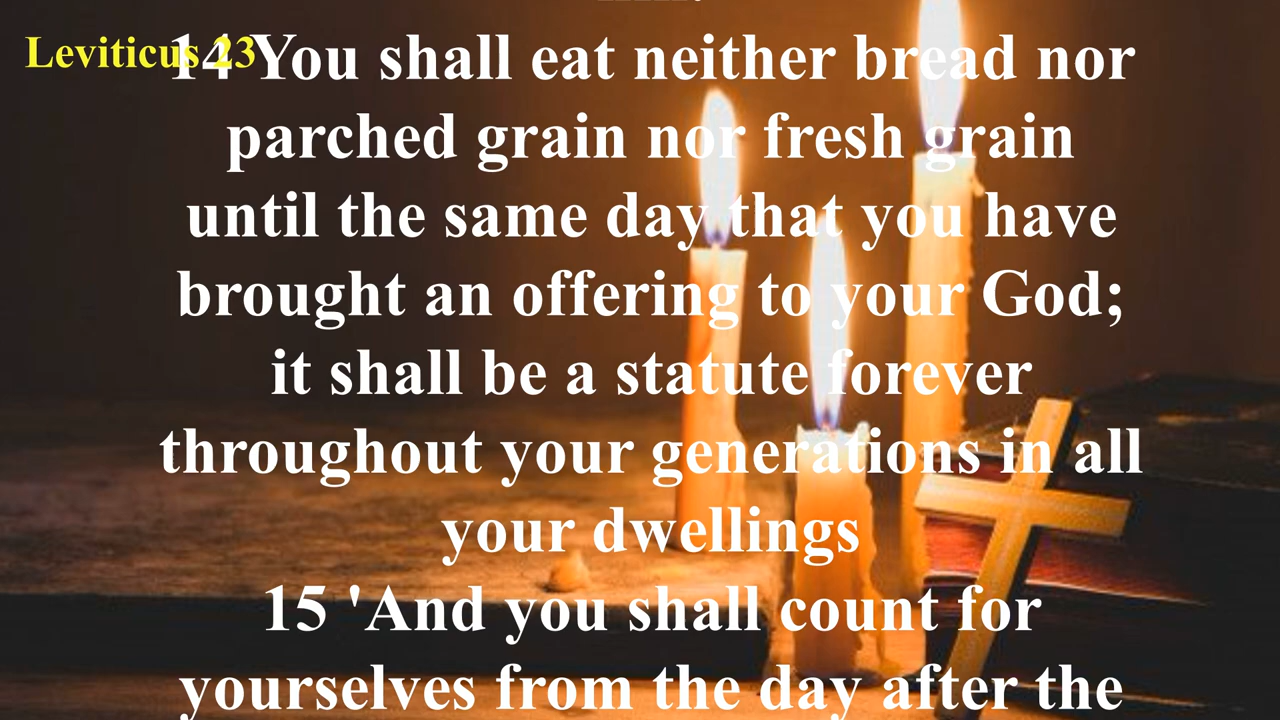 Leviticus 23
14 You shall eat neither bread nor
parched grain nor fresh grain
until the same day that you have
brought an offering to your God;
it shall be a statute forever
throughout your generations in all
your dwellings
15 'And you shall count for
yourselves from the day after the